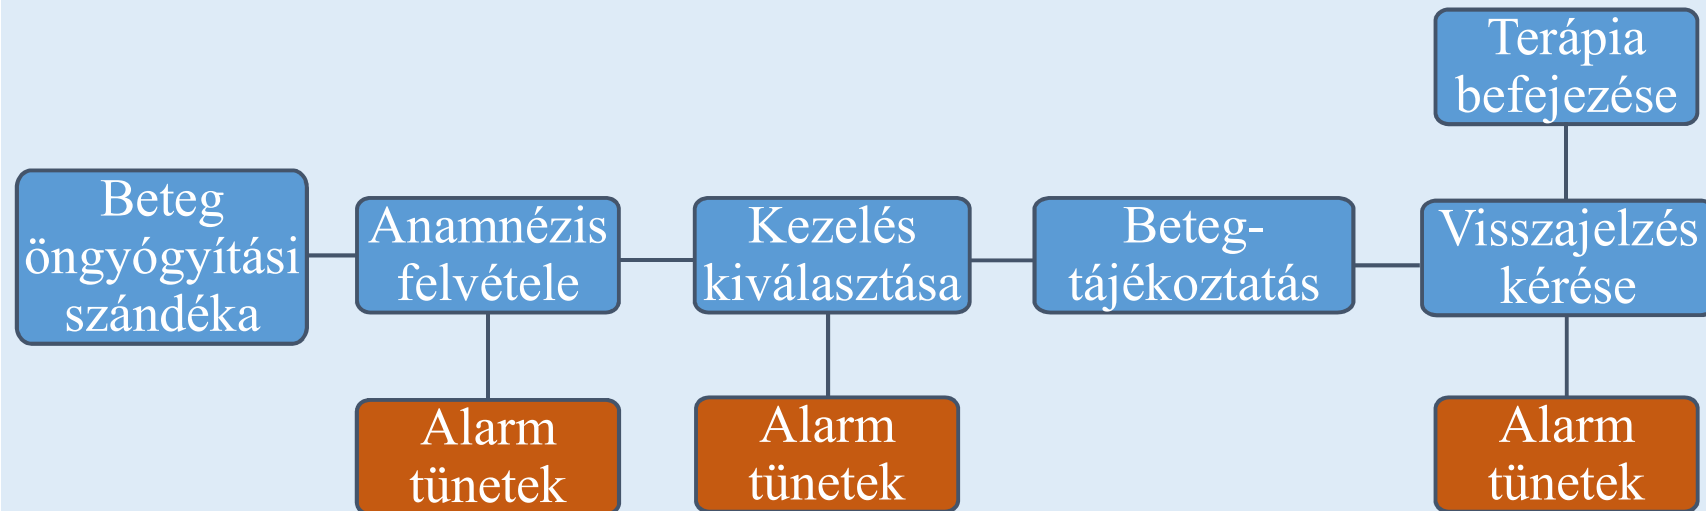 Terápia
befejezése
Beteg
öngyógyítási
szándéka
Anamnézis
felvétele
Kezelés
kiválasztása
Beteg-
tájékoztatás
Visszajelzés
kérése
Alarm
tünetek
Alarm
tünetek
Alarm
tünetek